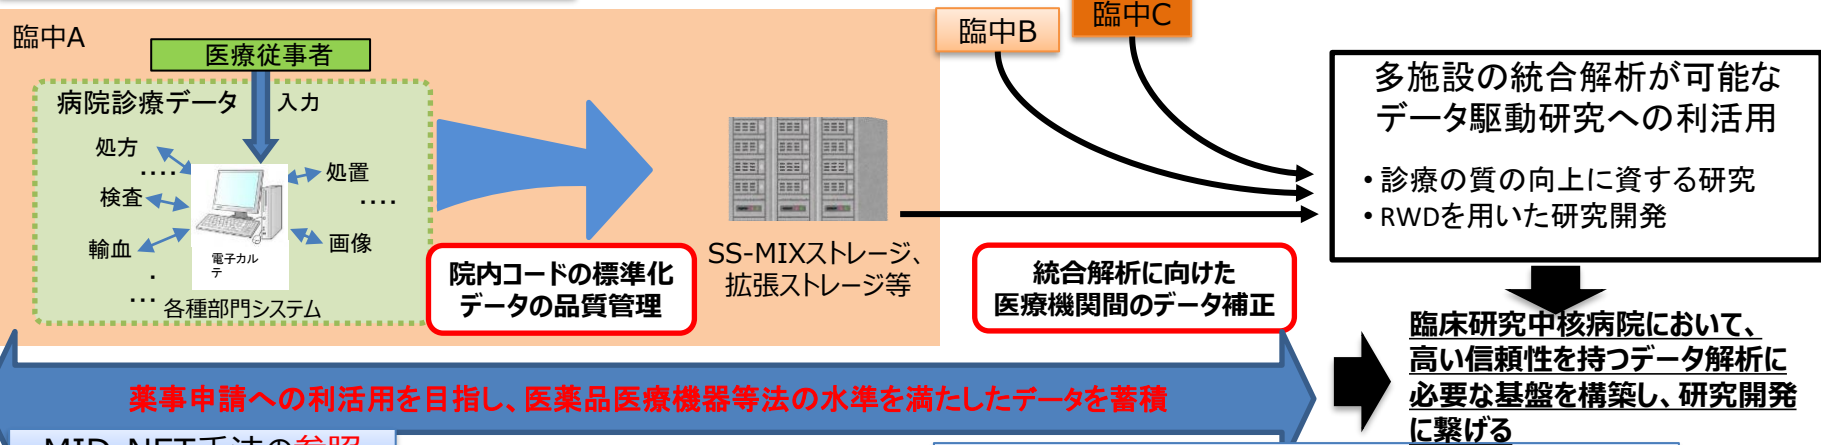 臨中A
医療従事者
病院診療データ
入力
処方
....
検査
輸血
.
...
処置
....
画像
電子カル
テ
各種部門システム
院内コードの標準化
データの品質管理
SS-MIXストレージ、
拡張ストレージ等
臨中B
臨中C
統合解析に向けた
医療機関間のデータ補正
多施設の統合解析が可能な
データ駆動研究への利活用
・診療の質の向上に資する研究
・RWDを用いた研究開発
臨床研究中核病院において、
高い信頼性を持つデータ解析に
必要な基盤を構築し、研究開発
に繋げる
薬事申請への利活用を目指し、医薬品医療機器等法の水準を満たしたデータを蓄積
MID-NET手法の参照